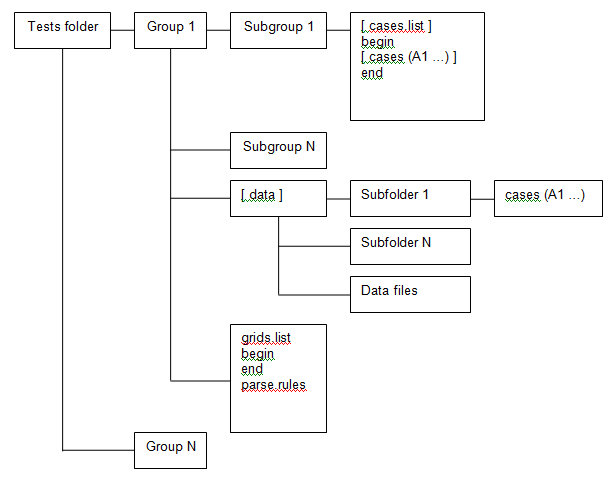 Tests folder
Group 1
Subgroup 1
[ cases.list ]
begin
[ cases (A1 ...) ]
end
Subgroup N
[ data ]
Subfolder 1
cases (A1 ...)
Subfolder N
Data files
grids.list
begin
end
parse.rules
Group N